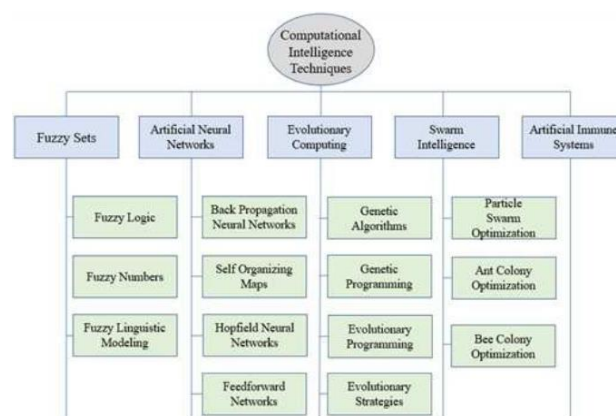 Computational
Intelligence
Techniques
Fuzzy Sets
Artificial Neural
Networks
Evolutionary
Computing
Swarm
Intelligence
Artificial Immune
Systems
Fuzzy Logic
Fuzzy Numbers
Fuzzy Linguistic
Modeling
Back Propagation
Neural Networks
Self Organizing
Maps
Hopfield Neural
Networks
Feedforward
Networks
Genetic
Algorithms
Genetic
Programming
Evolutionary
Programming
Evolutionary
Strategies
Particle
Swarm
Optimization
Ant Colony
Optimization
Bee Colony
Optimization